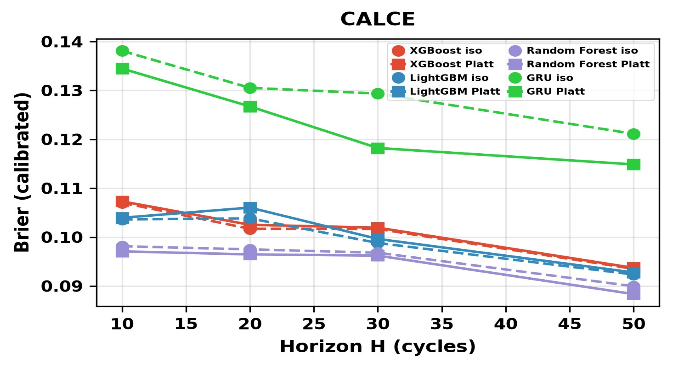 CALCE
0.14
0.13
0.12
0.11
0.10
0.09
Brier (calibrated)
XGBoost iso
XGBoost Platt
LightGBM iso
LightGBM Platt
Random Forest iso
Random Forest Platt
GRU iso
GRU Platt
10 15 20 25 30 35 40 45 50
Horizon H (cycles)